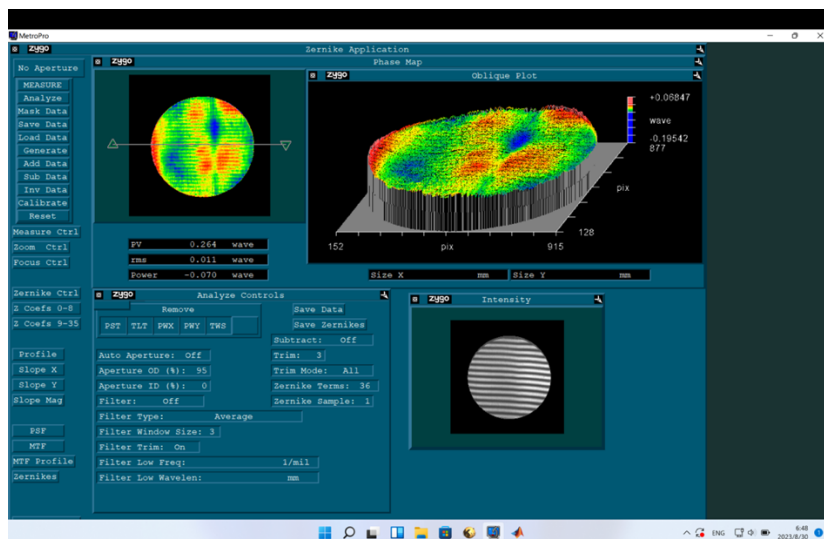 MetroPro
zygo Zernike Application
No Aperture
MEASURE
Analyze
Mask Data
Save Data
Load Data
Generate
Add Data
Sub Data
Inv Data
Calibrate
Reset
Measure Ctrl
Zoom Ctrl
Focus Ctrl
Zernike Ctrl
Z Coefs 0-8
Z Coefs 9-35
Profile
Slope X
Slope Y
Slope Mag
PSF
MTF
MTF Profile
Zernikes
zygo Phase Map
PV 0.264 wave
rms 0.011 wave
Power -0.070 wave
zygo Oblique Plot
+0.06847
wave
-0.19542
877
pix
128
152 pix 915
Size X mm Size Y mm
zygo Analyze Controls
Remove
PST TLT PWX PWY TWS
Save Data
Save Zernikes
Subtract: Off
Auto Aperture: Off Trim: 3
Aperture OD (%): 95 Trim Mode: All
Aperture ID (%): 0 Zernike Terms: 36
Filter: Off Zernike Sample: 1
Filter Type: Average
Filter Window Size: 3
Filter Trim: On
Filter Low Freq: 1/mil
Filter Low Wavelen: mm
zygo Intensity
ENG
6:48
2023/8/30